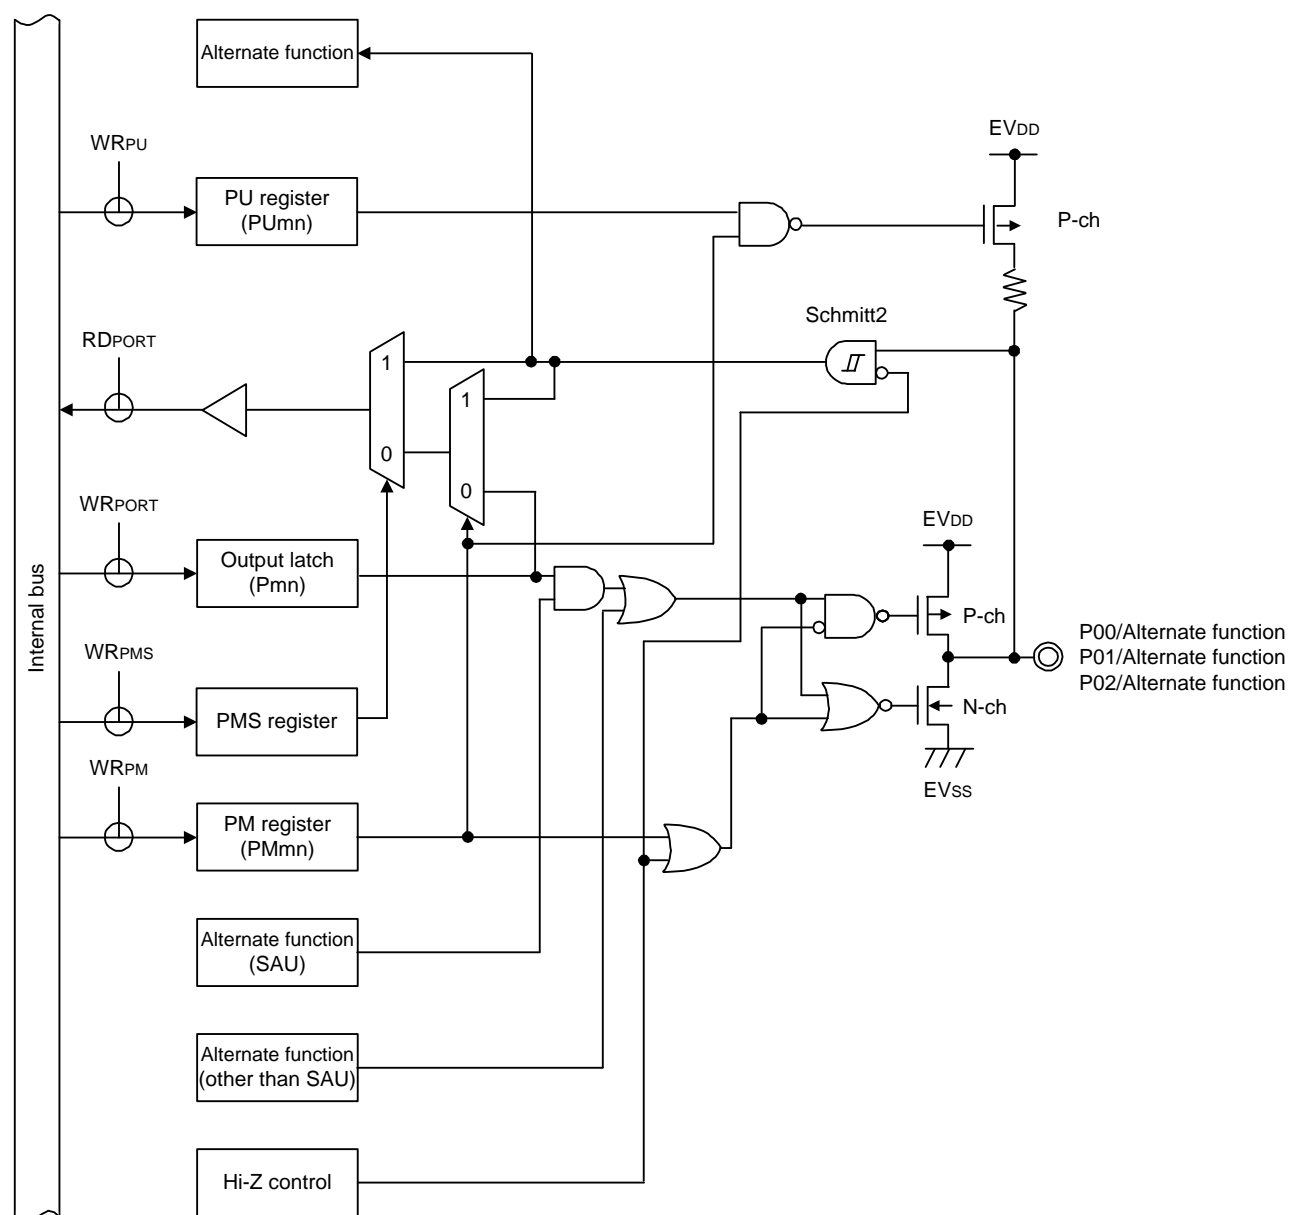 Alternate function
EVDD
WRPU
PU register
(PUmn)
P-ch
Schmitt2
RDPORT
1
1
0
0
WRPORT
EVDD
Output latch
(Pmn)
P-ch
P00/Alternate function
P01/Alternate function
P02/Alternate function
Internal bus
WRPMS
PMS register
N-ch
WRPM
EVSS
PM register
(PMmn)
Alternate function
(SAU)
Alternate function
(other than SAU)
Hi-Z control